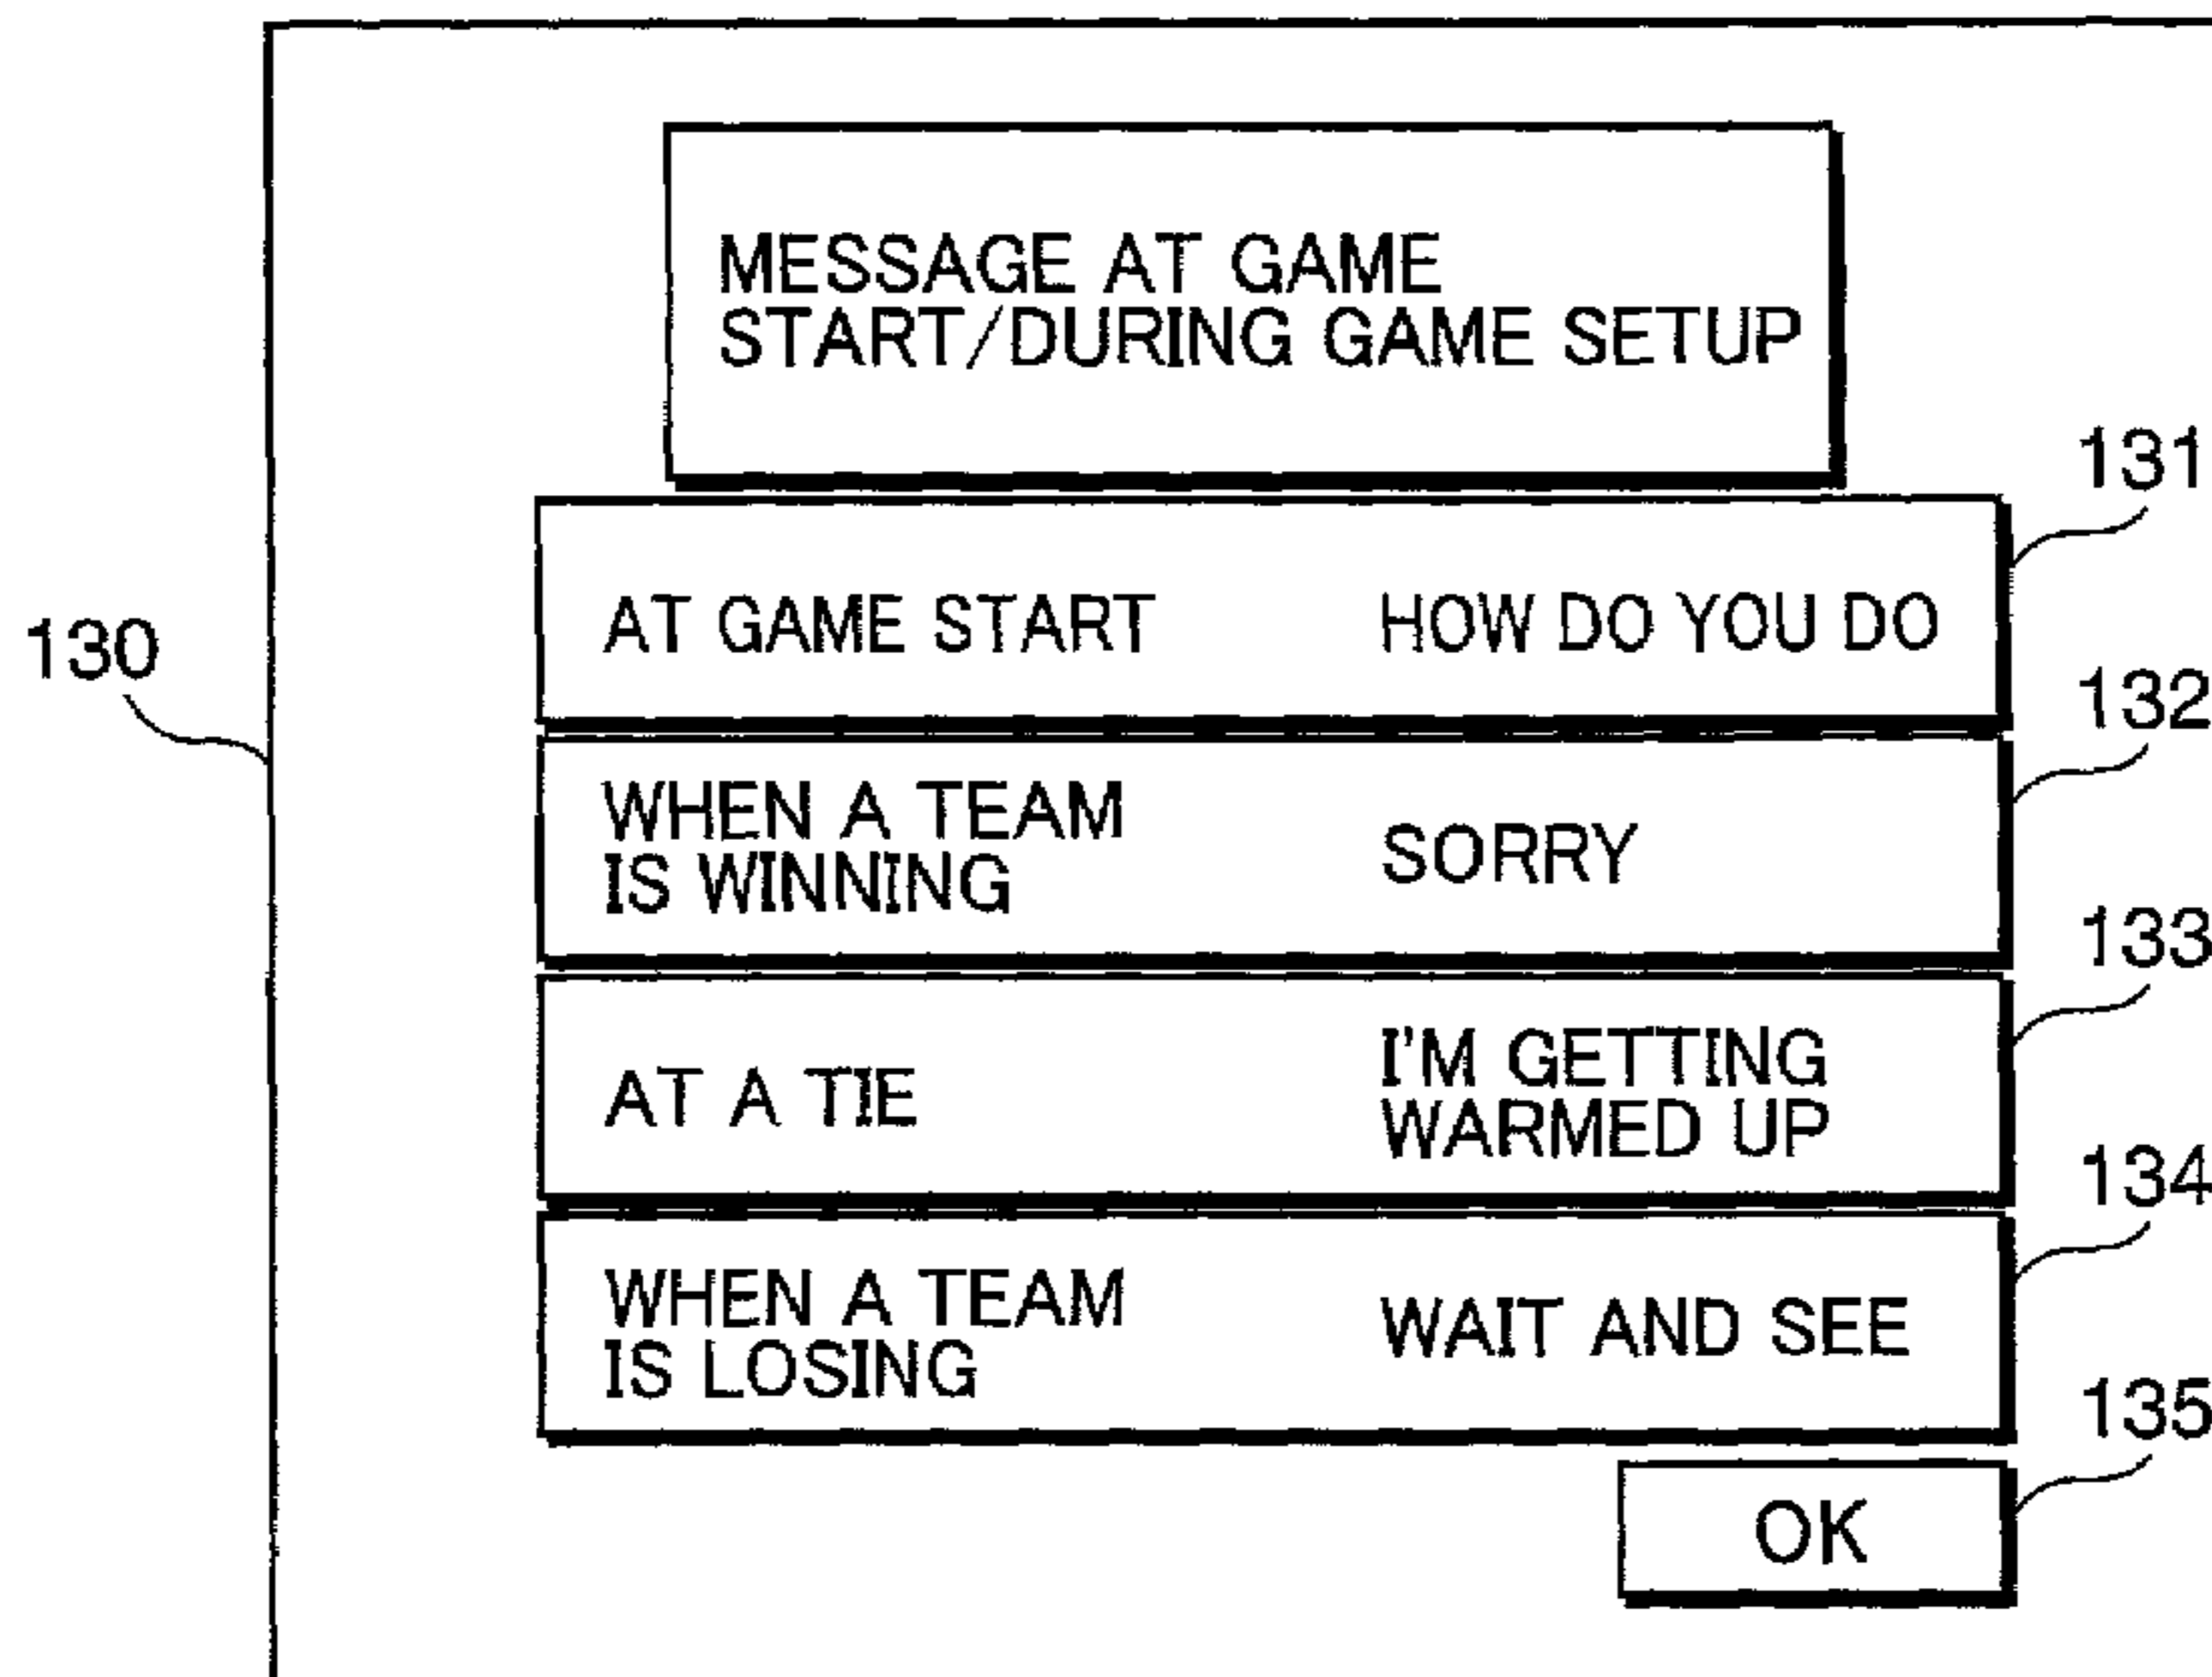 MESSAGE AT GAME
START/DURING GAME SETUP
131
AT GAME START HOW DO YOU DO
130
132
WHEN A TEAM
IS WINNING
SORRY
133
AT A TIE
I'M GETTING
WARMED UP
134
WHEN A TEAM
IS LOSING
WAIT AND SEE
135
OK